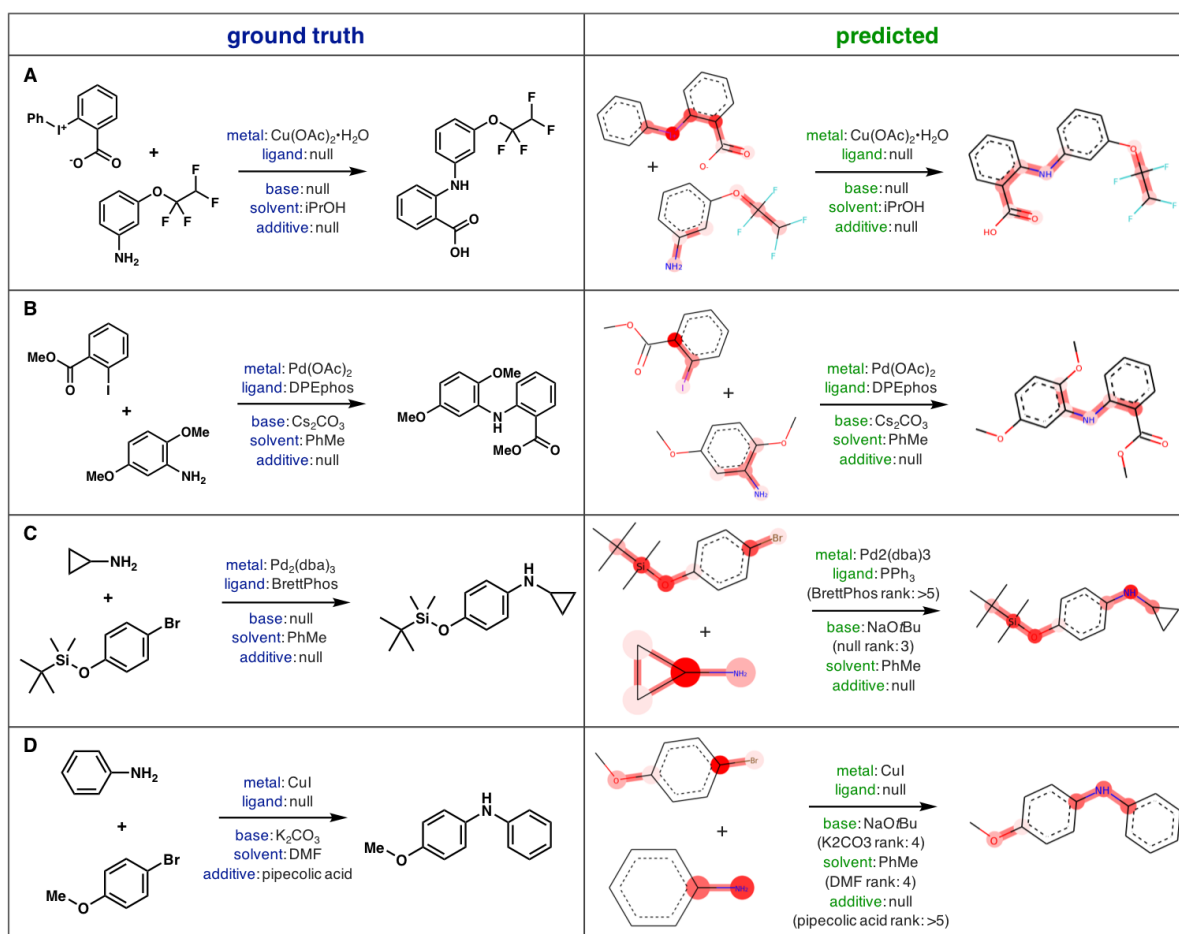 ground truth
predicted
A
Ph
I+
-O
O
+
O
F
F
F
F
NH2
metal: Cu(OAc)2•H2O
ligand: null
base: null
solvent: iPrOH
additive: null
F
O
F
F
F
NH
O
OH
O-
O
+
O
F
F
F
F
NH2
metal: Cu(OAc)2•H2O
ligand: null
base: null
solvent: iPrOH
additive: null
NH
O
HO
O
F
F
F
F
B
MeO
O
I
+
OMe
MeO
NH2
metal: Pd(OAc)2
ligand: DPEphos
base: Cs2CO3
solvent: PhMe
additive: null
OMe
MeO
N
H
MeO
O
O
O
I
+
O
O
NH2
metal: Pd(OAc)2
ligand: DPEphos
base: Cs2CO3
solvent: PhMe
additive: null
O
O
NH
O
O
C
NH2
+
Br
Si
O
metal: Pd2(dba)3
ligand: BrettPhos
base: null
solvent: PhMe
additive: null
H
N
Si
O
Br
Si
O
+
NH2
metal: Pd2(dba)3
ligand: PPh3
(BrettPhos rank: >5)
base: NaOtBu
(null rank: 3)
solvent: PhMe
additive: null
NH
Si
O
D
NH2
+
Br
Me
O
metal: CuI
ligand: null
base: K2CO3
solvent: DMF
additive: pipecolic acid
H
N
Me
O
Br
O
+
NH2
metal: CuI
ligand: null
base: NaOtBu
(K2CO3 rank: 4)
solvent: PhMe
(DMF rank: 4)
additive: null
(pipecolic acid rank: >5)
NH
O